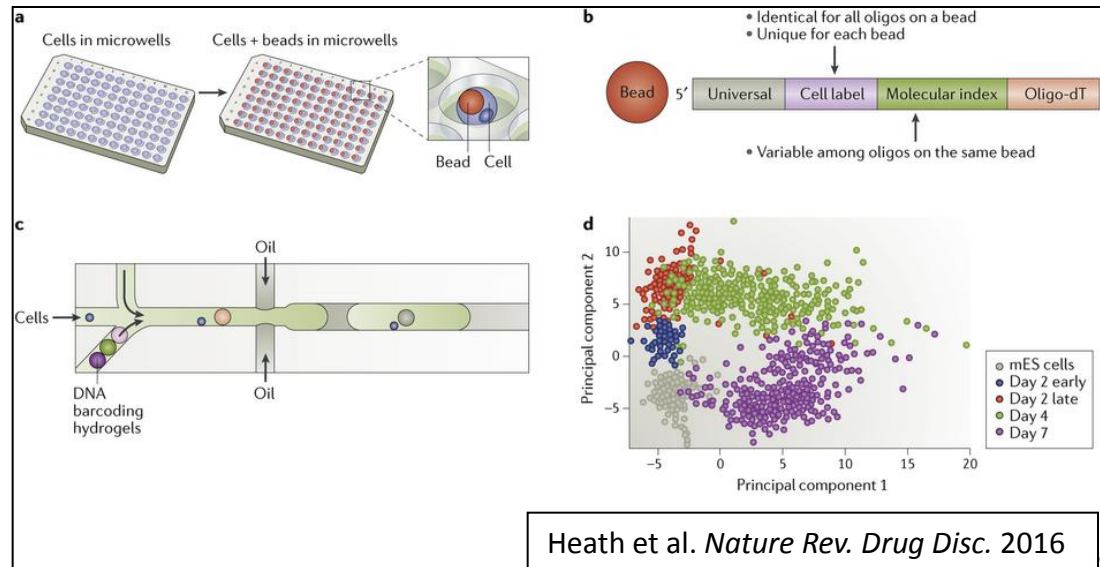 a
Cells in microwells
Cells + beads in microwells
Bead
Cell
b
• Identical for all oligos on a bead
• Unique for each bead
Bead
5′
Universal
Cell label
Molecular index
Oligo-dT
• Variable among oligos on the same bead
c
Oil
Cells
DNA
barcoding
hydrogels
Oil
d
Principal component 2
10
5
0
−5
−5
0
5
10
15
20
Principal component 1
mES cells
Day 2 early
Day 2 late
Day 4
Day 7
Heath et al. Nature Rev. Drug Disc. 2016